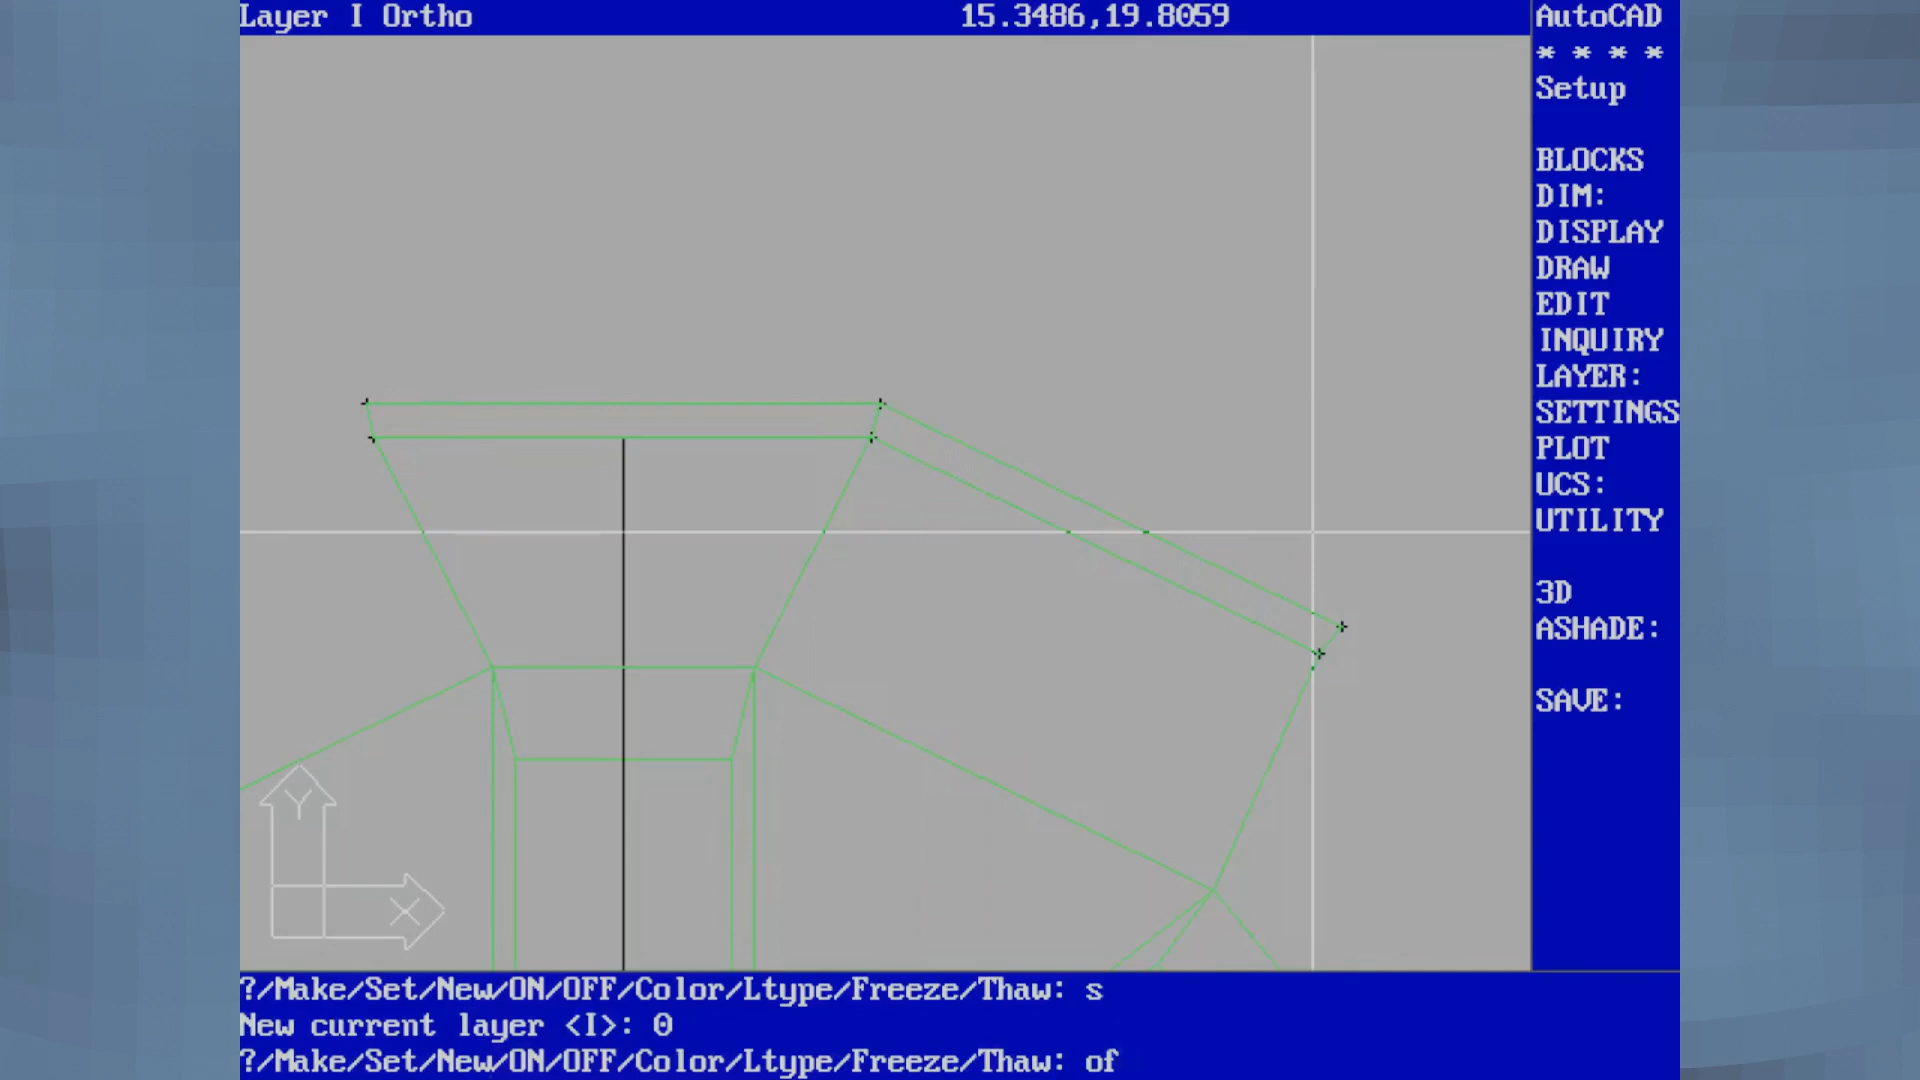 Layer I Ortho 15.3486,19.8059
AutoCAD
* * * *
Setup
BLOCKS
DIM:
DISPLAY
DRAW
EDIT
INQUIRY
LAYER:
SETTINGS
PLOT
UCS:
UTILITY
3D
ASHADE:
SAVE:
Y
X
?/Make/Set/New/ON/OFF/Color/Ltype/Freeze/Thaw: s
New current layer <I>: 0
?/Make/Set/New/ON/OFF/Color/Ltype/Freeze/Thaw: of